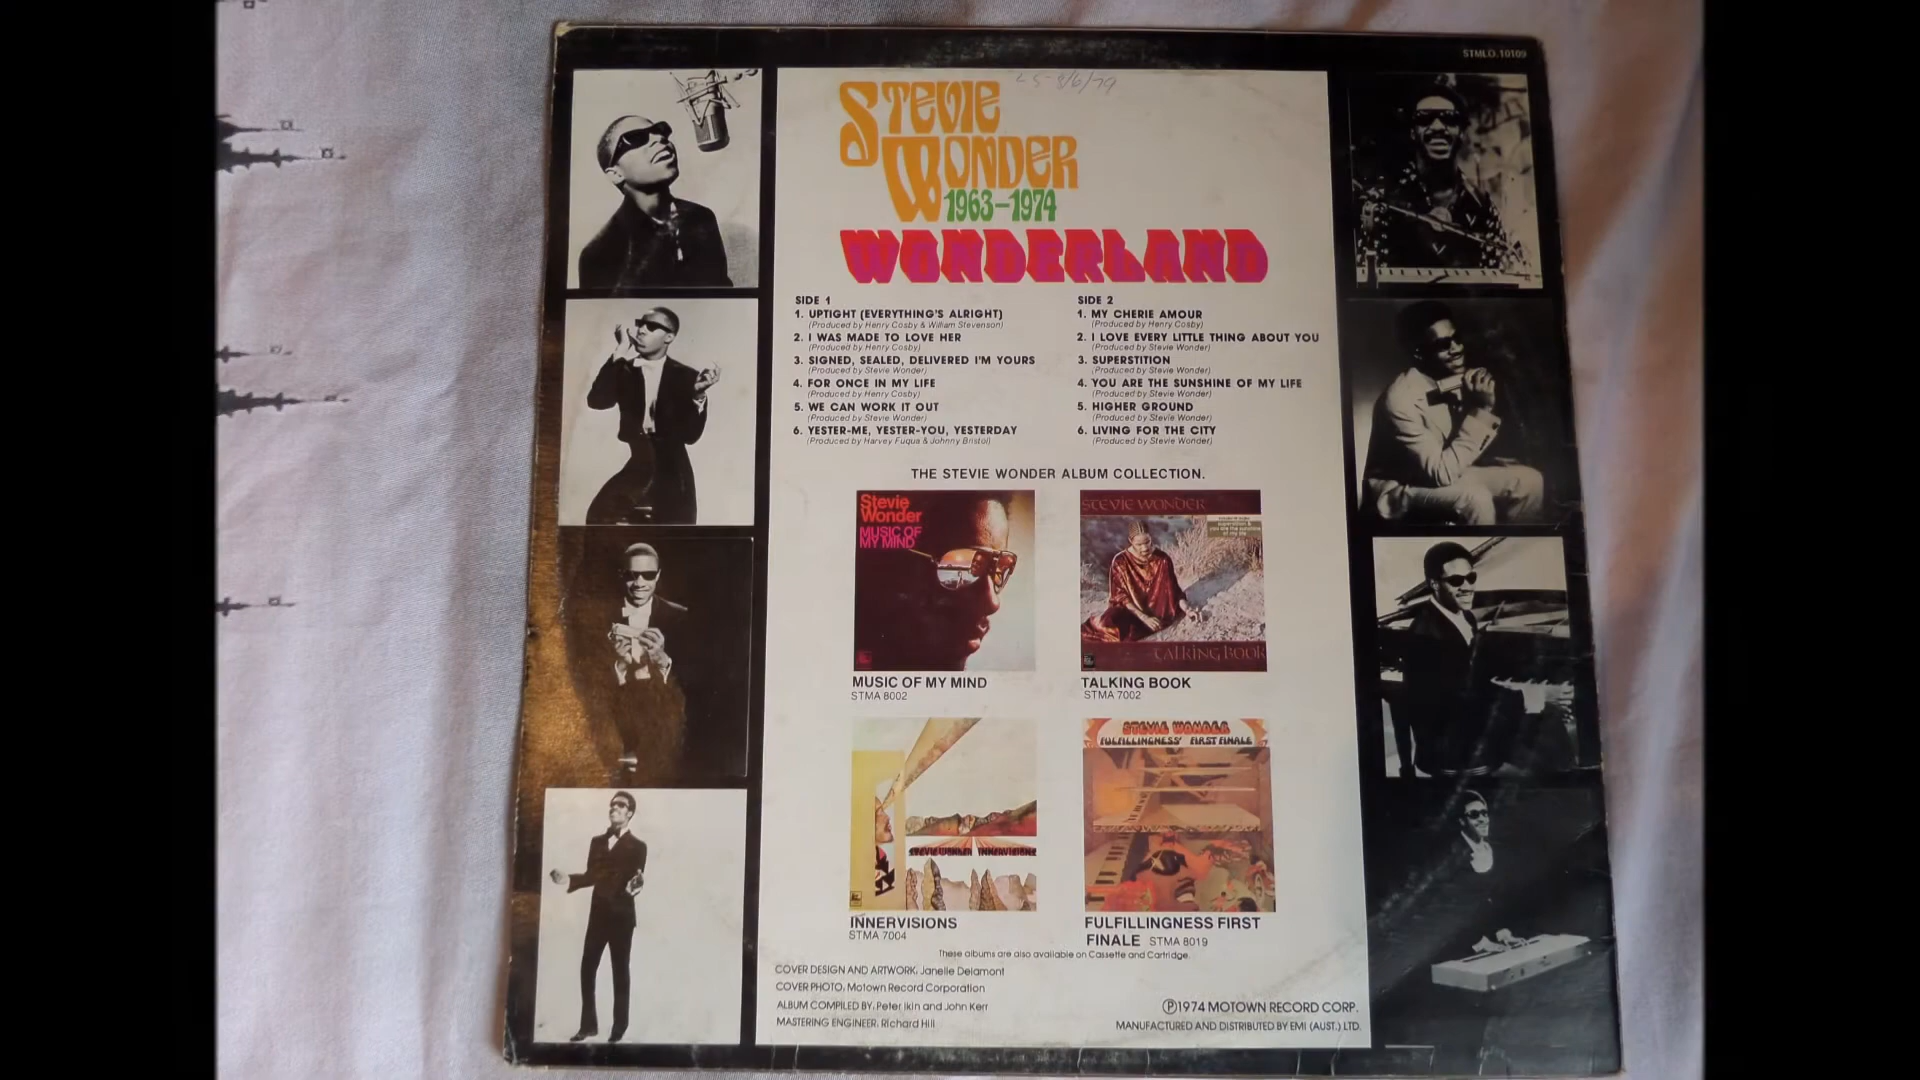 STMLO.10109
LS-8/6/79
STEVIE
WONDER
1963-1974
WONDERLAND
SIDE 1
1. UPTIGHT (EVERYTHING'S ALRIGHT)
(Produced by Henry Cosby & William Stevenson)
2. I WAS MADE TO LOVE HER
(Produced by Henry Cosby)
3. SIGNED, SEALED, DELIVERED I'M YOURS
(Produced by Stevie Wonder)
4. FOR ONCE IN MY LIFE
(Produced by Henry Cosby)
5. WE CAN WORK IT OUT
(Produced by Stevie Wonder)
6. YESTER-ME, YESTER-YOU, YESTERDAY
(Produced by Harvey Fuqua & Johnny Bristol)
SIDE 2
1. MY CHERIE AMOUR
(Produced by Henry Cosby)
2. I LOVE EVERY LITTLE THING ABOUT YOU
(Produced by Stevie Wonder)
3. SUPERSTITION
(Produced by Stevie Wonder)
4. YOU ARE THE SUNSHINE OF MY LIFE
(Produced by Stevie Wonder)
5. HIGHER GROUND
(Produced by Stevie Wonder)
6. LIVING FOR THE CITY
(Produced by Stevie Wonder)
THE STEVIE WONDER ALBUM COLLECTION.
Stevie
Wonder
MUSIC OF
MY MIND
MUSIC OF MY MIND
STMA 8002
STEVIE WONDER
TALKING BOOK
TALKING BOOK
STMA 7002
STEVIE WONDER INNERVISIONS
INNERVISIONS
STMA 7004
STEVIE WONDER
FULFILLINGNESS' FIRST FINALE
FULFILLINGNESS FIRST
FINALE STMA 8019
These albums are also available on Cassette and Cartridge.
COVER DESIGN AND ARTWORK, Janelle Delamont
COVER PHOTO, Motown Record Corporation
ALBUM COMPILED BY, Peter Ikin and John Kerr
MASTERING ENGINEER, Richard Hill
Ⓟ1974 MOTOWN RECORD CORP.
MANUFACTURED AND DISTRIBUTED BY EMI (AUST.) LTD.